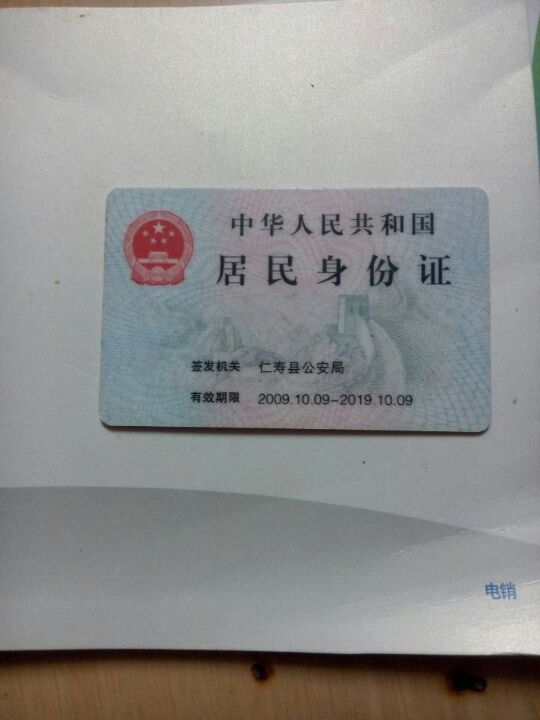 中华人民共和国
居民身份证
签发机关 仁寿县公安局
有效期限 2009.10.09-2019.10.09
电销